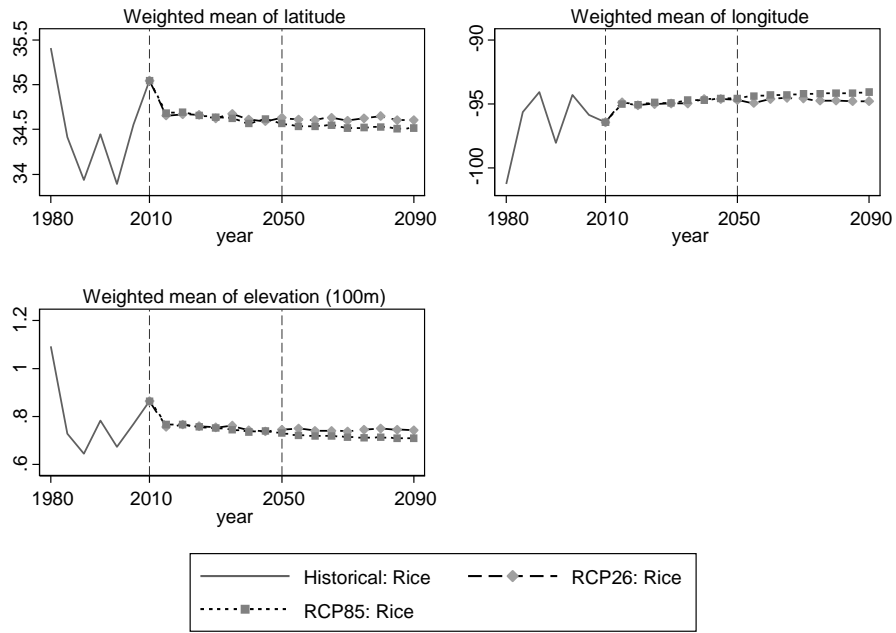 Weighted mean of latitude
35.5
35
34.5
34
1980
2010
2050
2090
year
Weighted mean of longitude
-90
-95
-100
1980
2010
2050
2090
year
Weighted mean of elevation (100m)
1.2
1
.8
.6
1980
2010
2050
2090
year
Historical: Rice
RCP26: Rice
RCP85: Rice